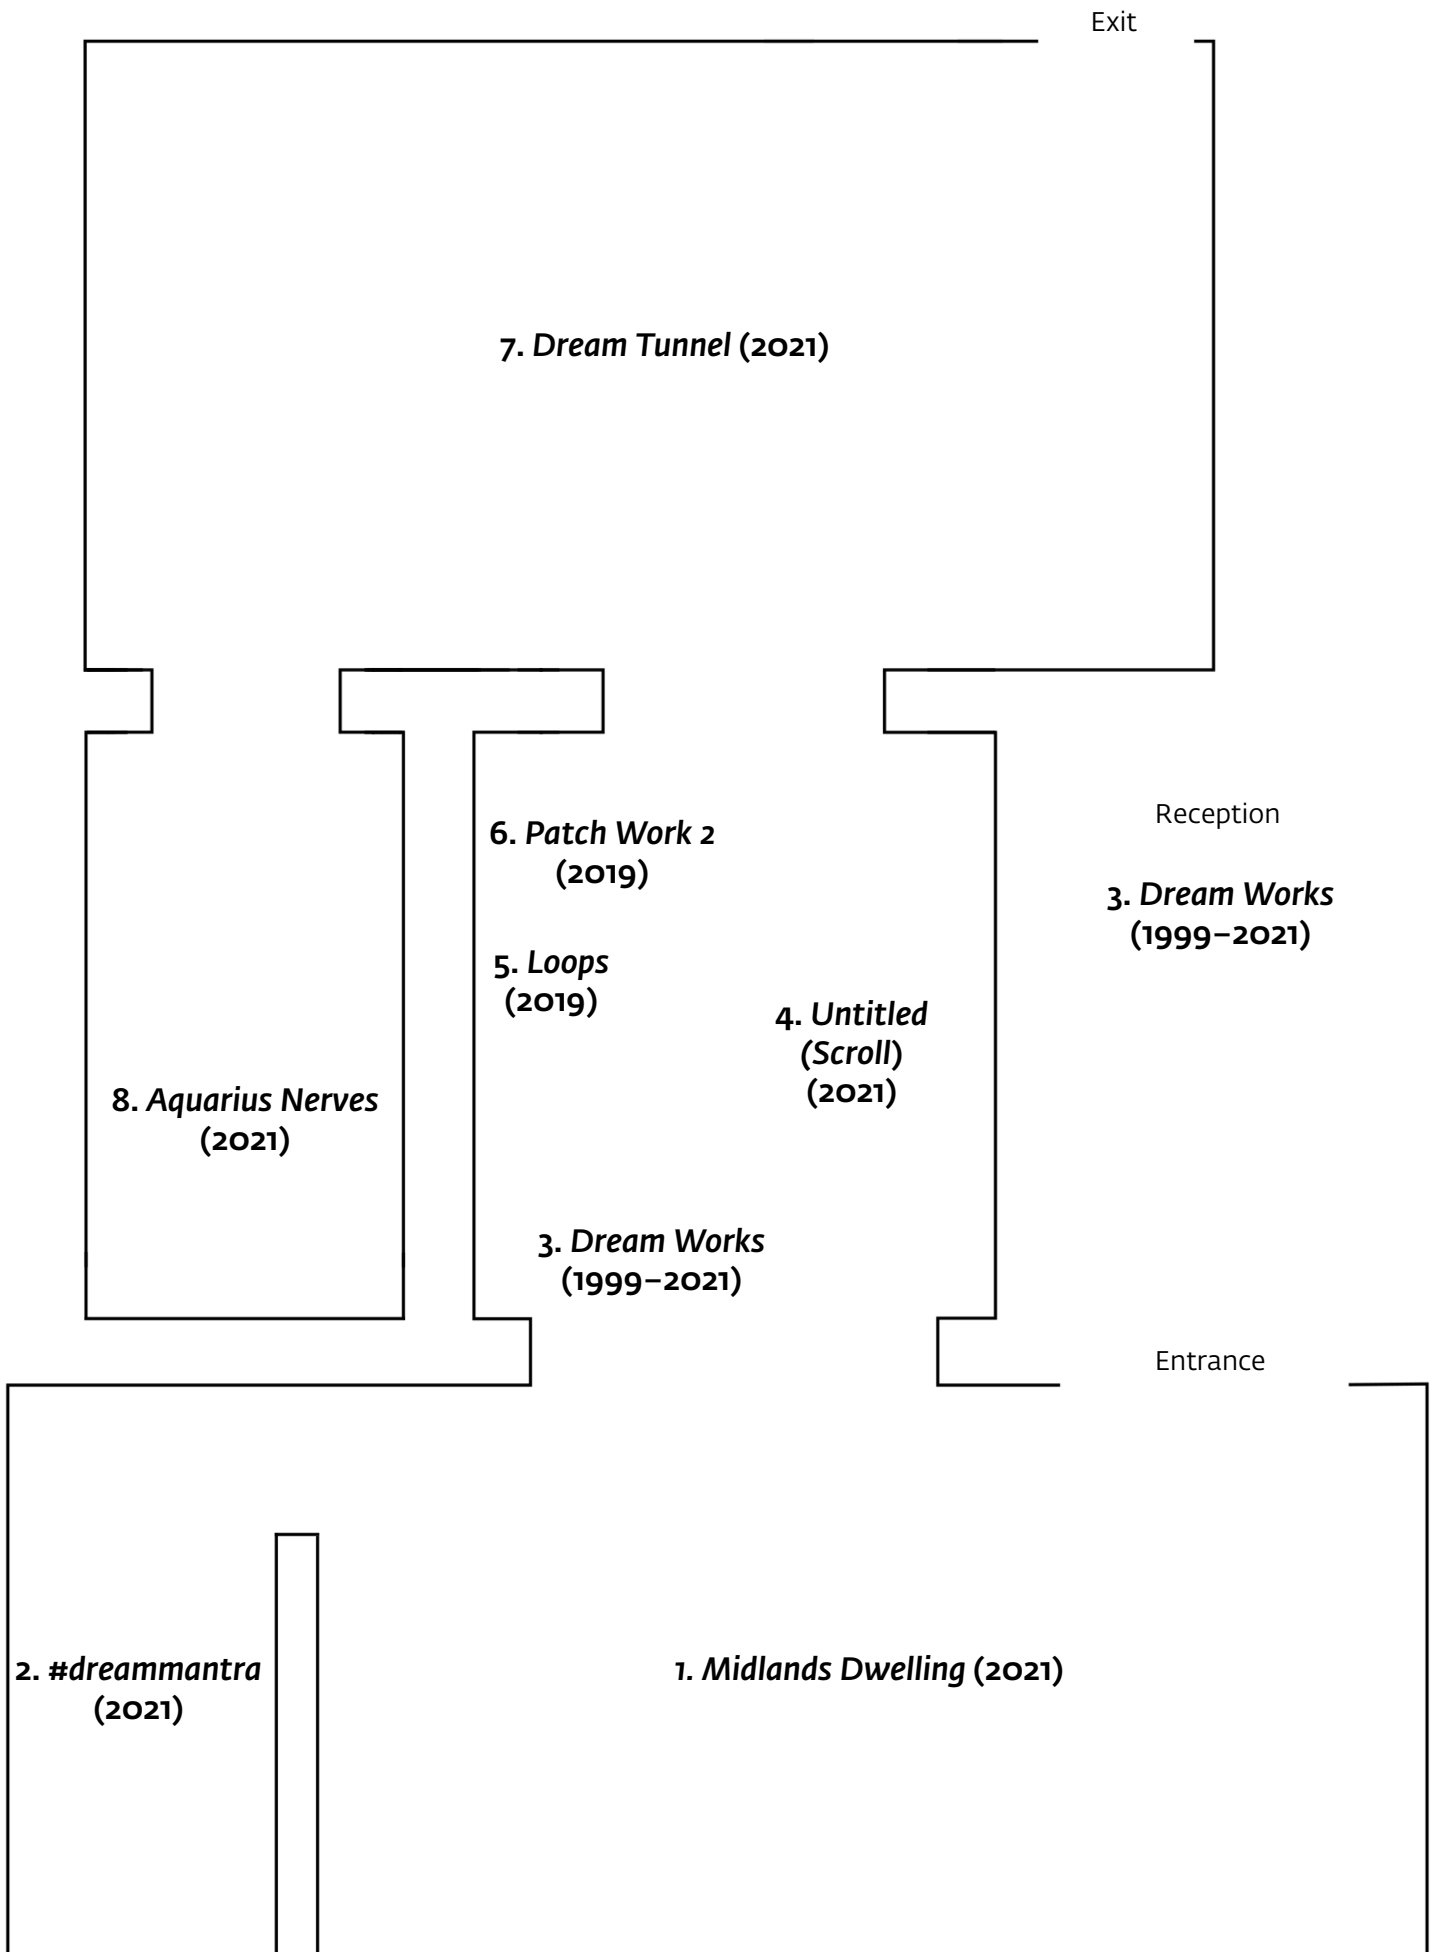 Exit
7. Dream Tunnel (2021)
6. Patch Work 2
(2019)
Reception
3. Dream Works
(1999–2021)
5. Loops
(2019)
4. Untitled
(Scroll)
(2021)
8. Aquarius Nerves
(2021)
3. Dream Works
(1999–2021)
Entrance
2. #dreammantra
(2021)
1. Midlands Dwelling (2021)